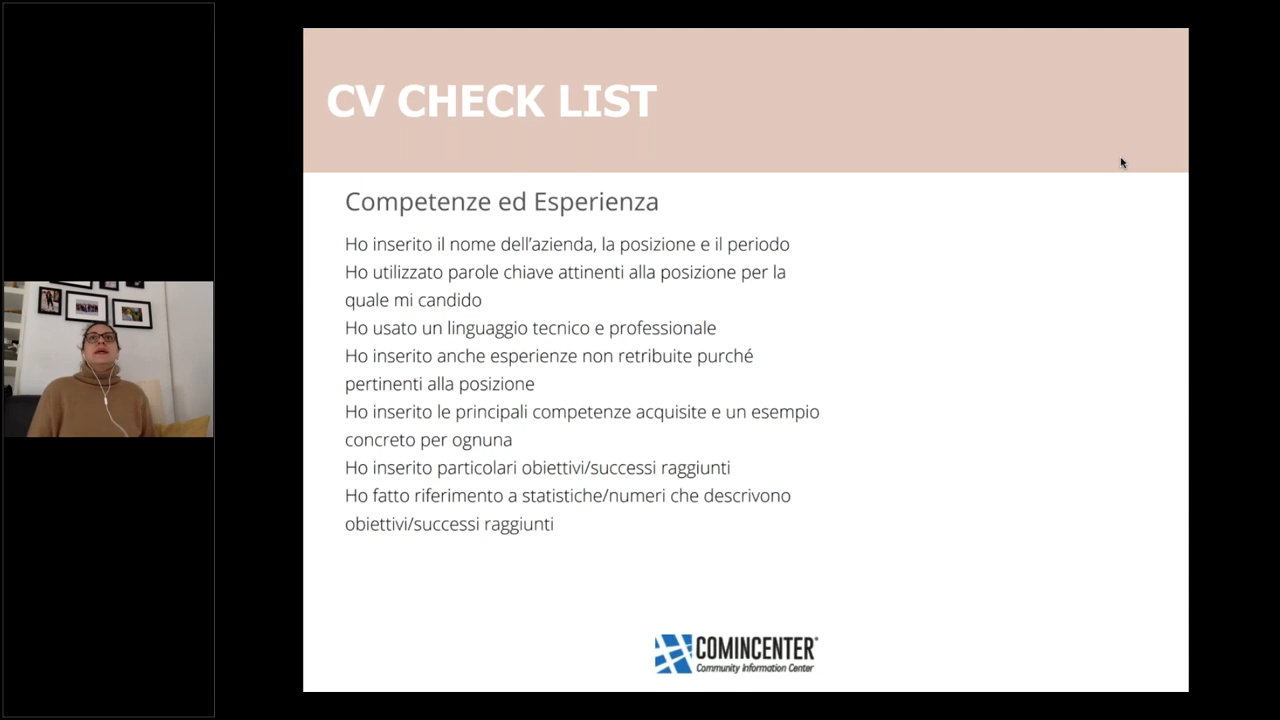 CV CHECK LIST
Competenze ed Esperienza
Ho inserito il nome dell'azienda, la posizione e il periodo
Ho utilizzato parole chiave attinenti alla posizione per la
quale mi candido
Ho usato un linguaggio tecnico e professionale
Ho inserito anche esperienze non retribuite purché
pertinenti alla posizione
Ho inserito le principali competenze acquisite e un esempio
concreto per ognuna
Ho inserito particolari obiettivi/successi raggiunti
Ho fatto riferimento a statistiche/numeri che descrivono
obiettivi/successi raggiunti
COMINCENTER
Community Information Center